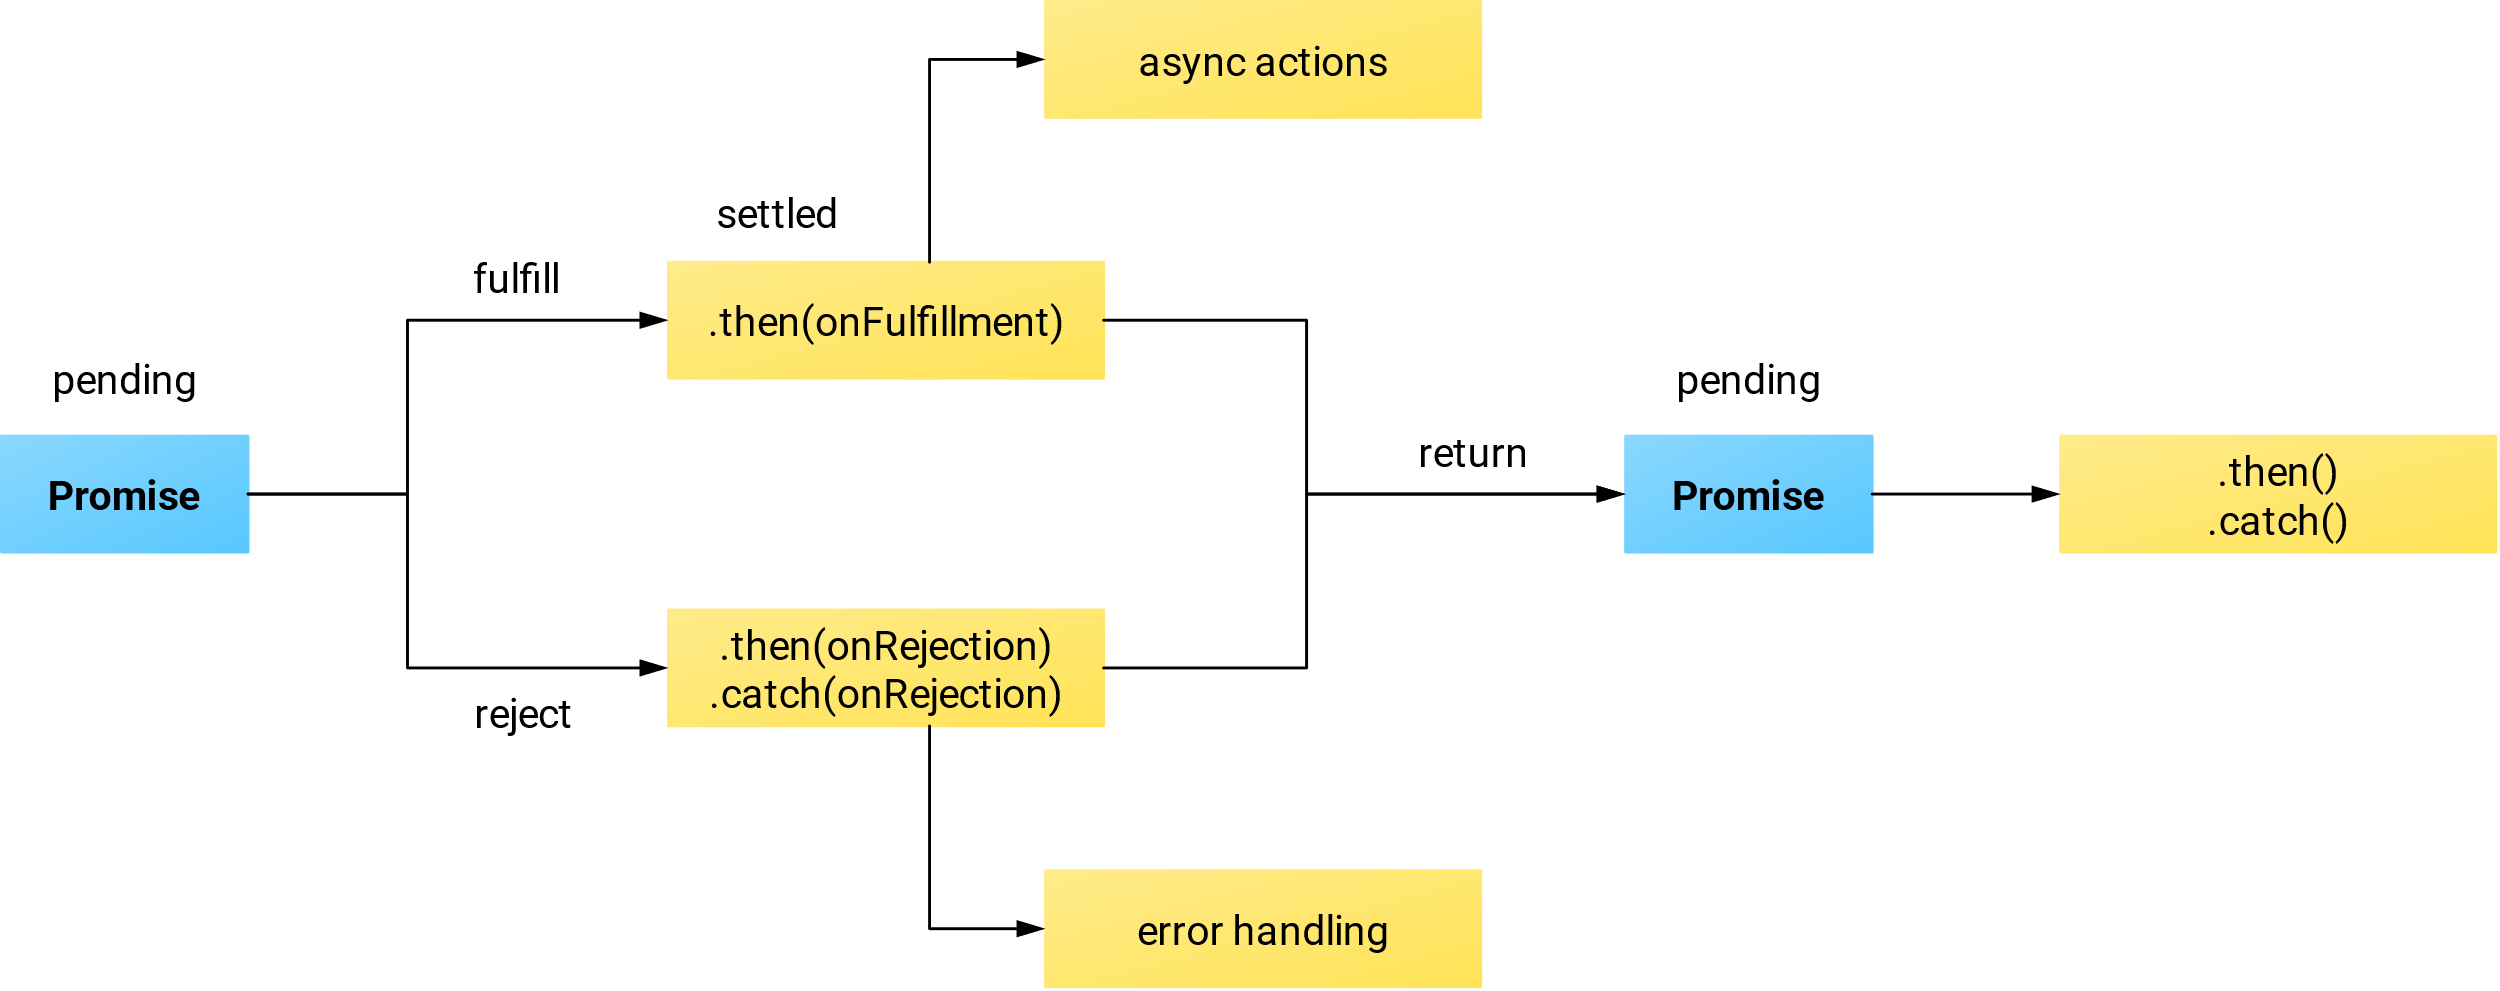 async actions
settled
fulfill
.then(onFulfillment)
pending
Promise
reject
.then(onRejection)
.catch(onRejection)
error handling
return
pending
Promise
.then()
.catch()